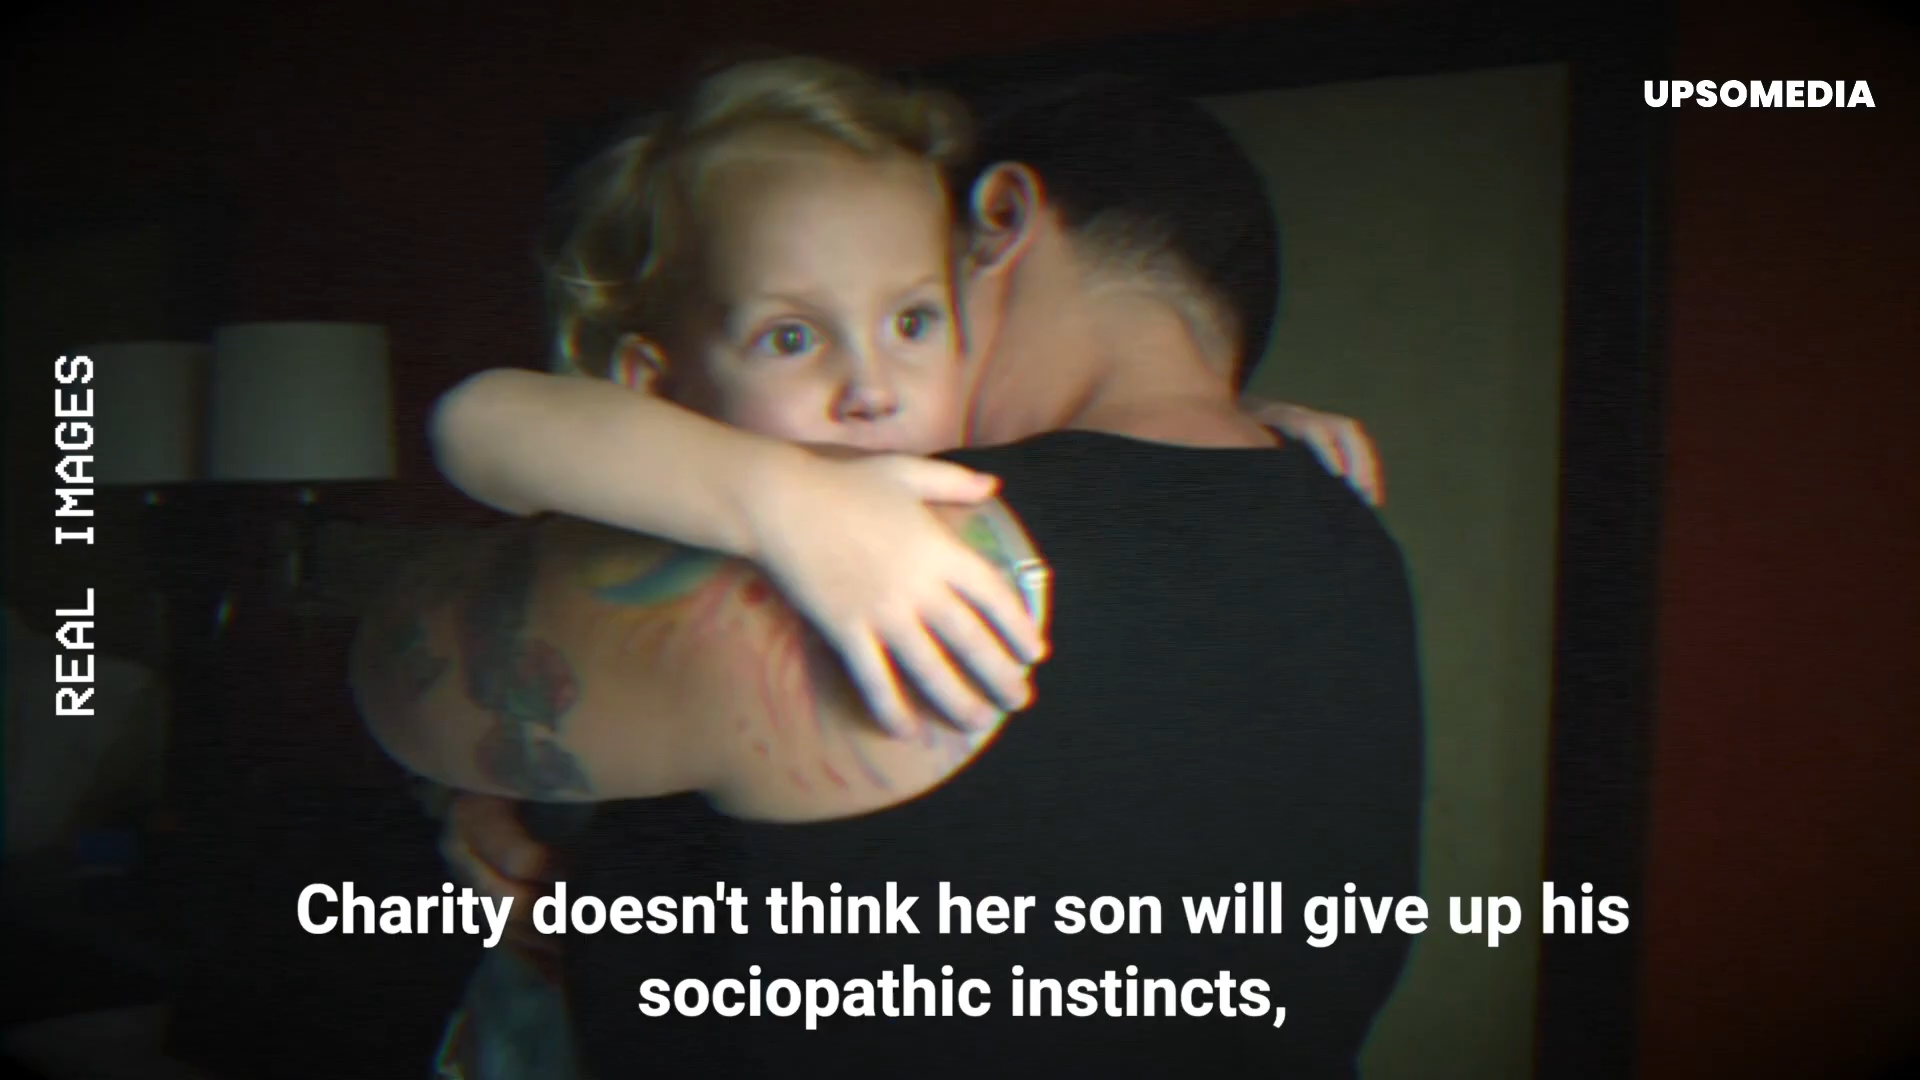 UPSOMEDIA
REAL IMAGES
Charity doesn't think her son will give up his
sociopathic instincts,